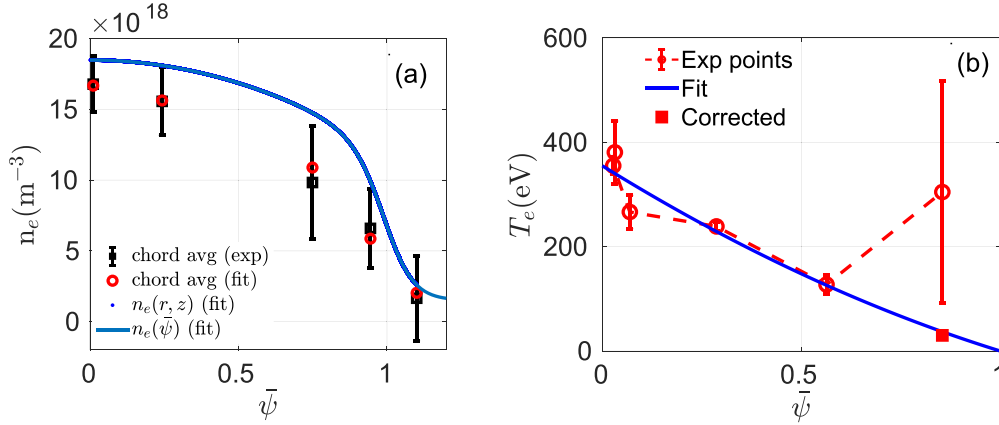 ×10 18
20
15
10
5
0
0
0.5
1
n_e(m^{−3})
ψ̄
(a)
chord avg (exp)
chord avg (fit)
n_e(r, z) (fit)
n_e(ψ̄) (fit)
600
400
200
0
0
0.5
1
T_e(eV)
ψ̄
(b)
Exp points
Fit
Corrected